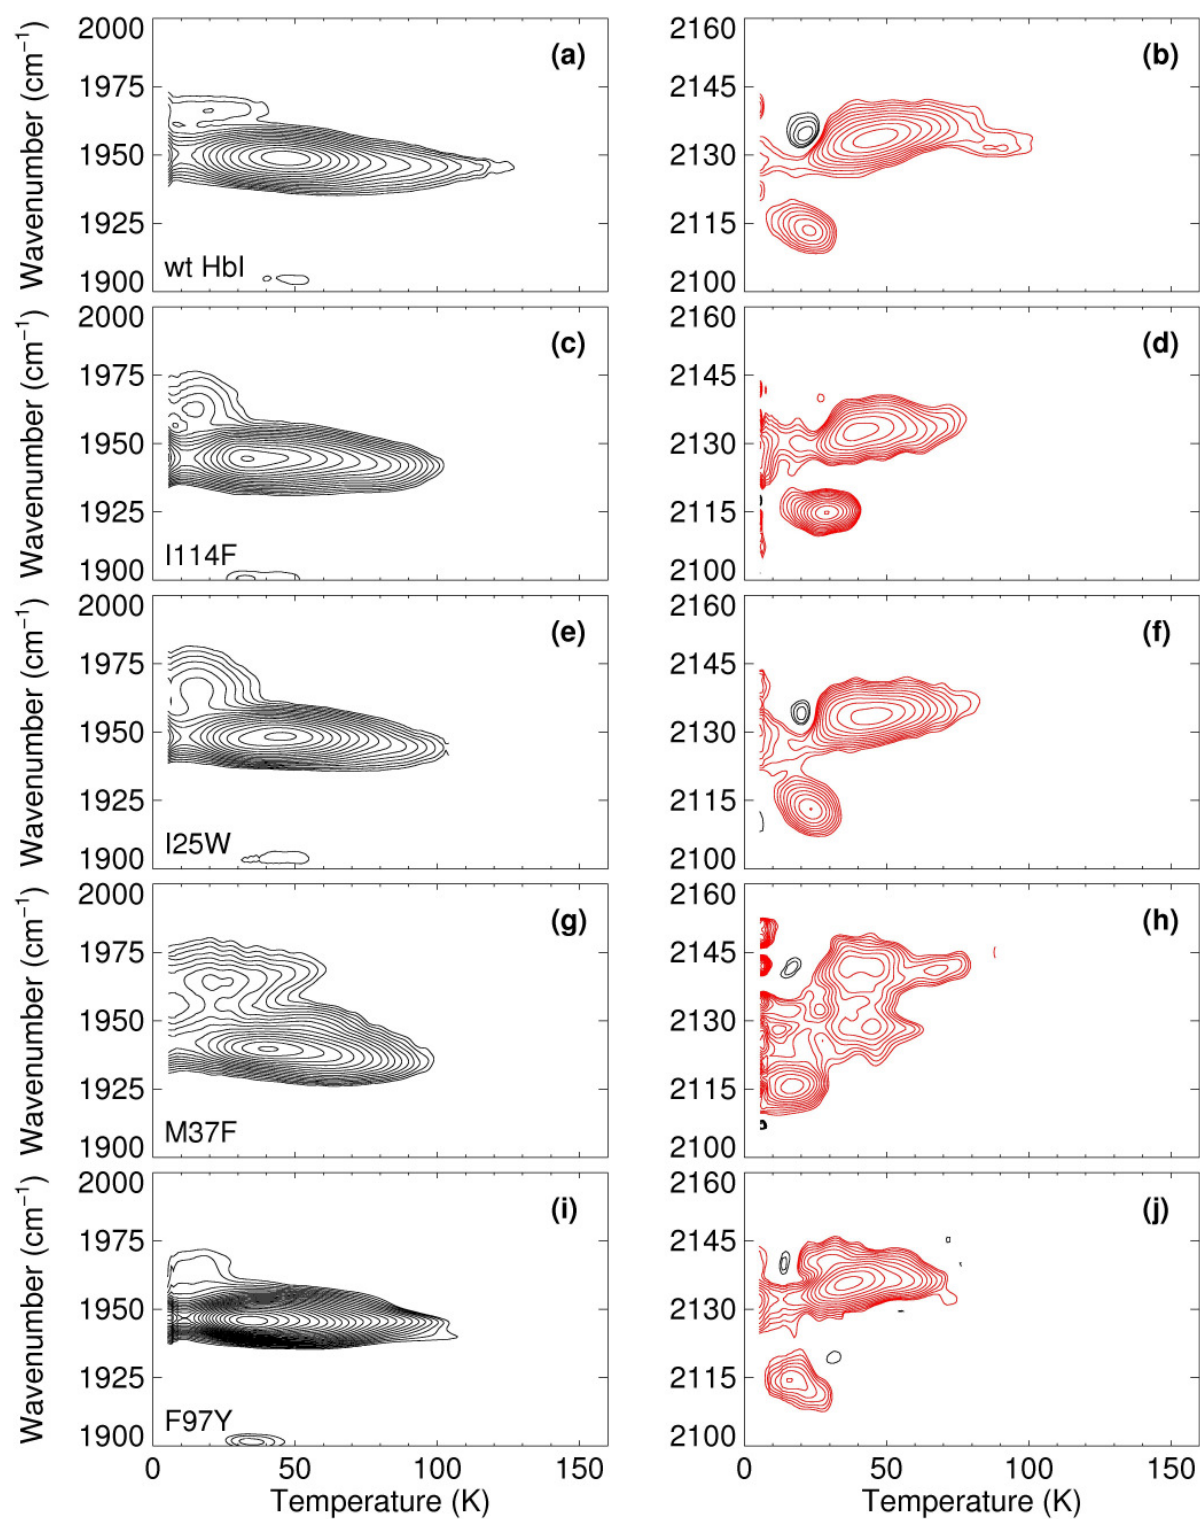 2000 (a) 2160 (b)
Wavenumber (cm⁻¹)
1975 2145
1950 2130
1925 2115
1900 wt HbI 2100
2000 (c) 2160 (d)
Wavenumber (cm⁻¹)
1975 2145
1950 2130
1925 2115
1900 I114F 2100
2000 (e) 2160 (f)
Wavenumber (cm⁻¹)
1975 2145
1950 2130
1925 2115
1900 I25W 2100
2000 (g) 2160 (h)
Wavenumber (cm⁻¹)
1975 2145
1950 2130
1925 2115
1900 M37F 2100
2000 (i) 2160 (j)
Wavenumber (cm⁻¹)
1975 2145
1950 2130
1925 2115
1900 F97Y 2100
0 50 100 150 0 50 100 150
Temperature (K) Temperature (K)